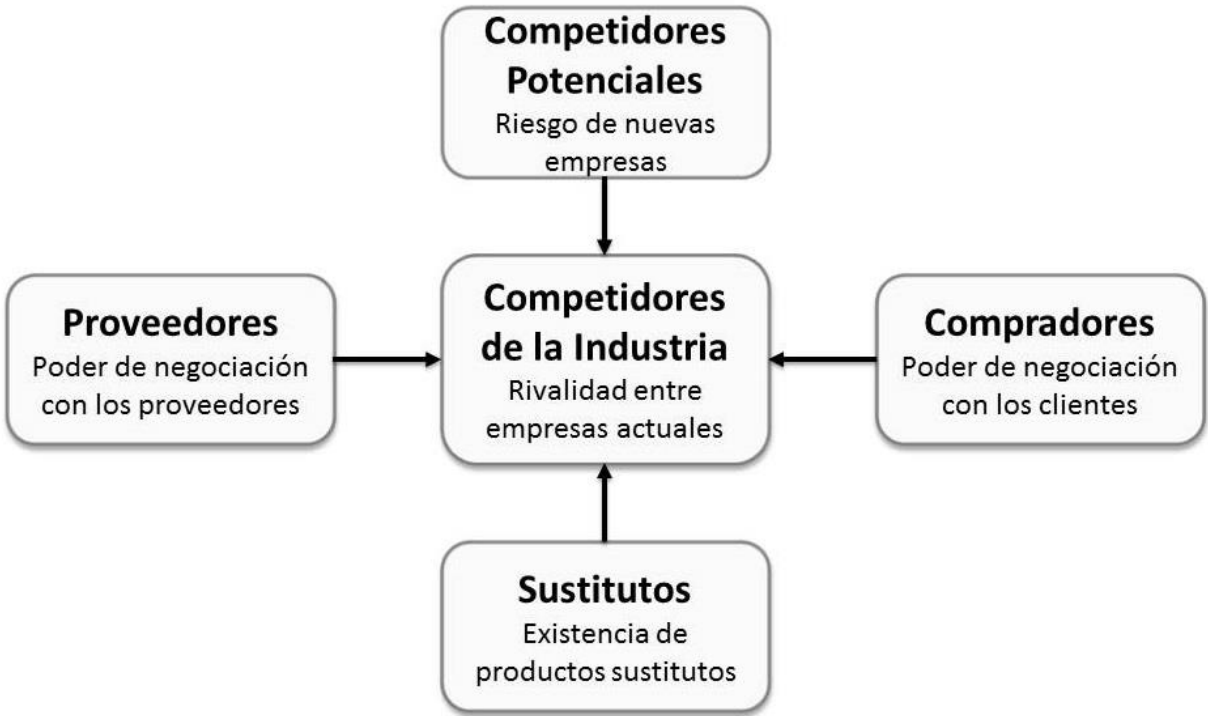 Competidores
Potenciales
Riesgo de nuevas
empresas
Proveedores
Poder de negociación
con los proveedores
Competidores
de la Industria
Rivalidad entre
empresas actuales
Compradores
Poder de negociación
con los clientes
Sustitutos
Existencia de
productos sustitutos